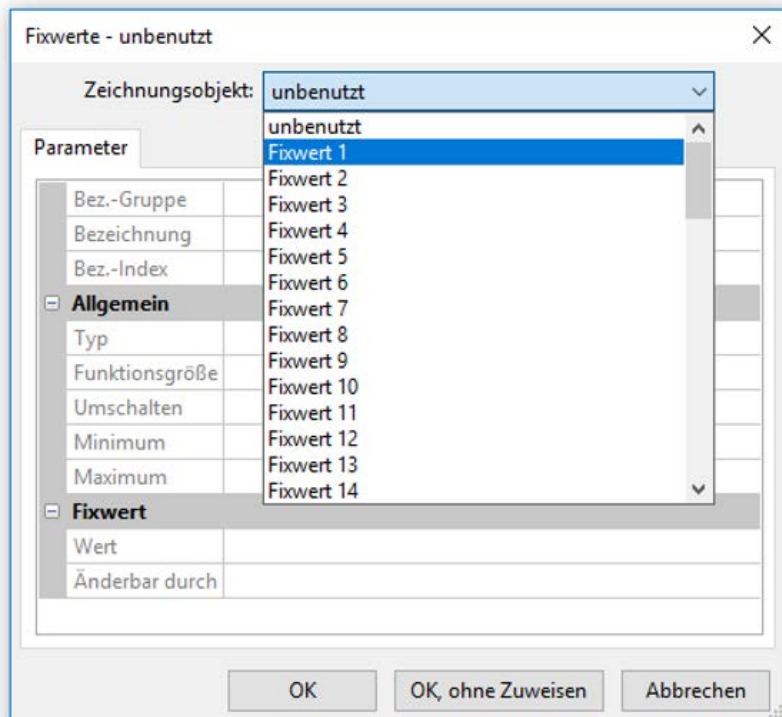 Fixwerte - unbenutzt
Zeichnungsobjekt: unbenutzt
unbenutzt
Fixwert 1
Fixwert 2
Fixwert 3
Fixwert 4
Fixwert 5
Fixwert 6
Fixwert 7
Fixwert 8
Fixwert 9
Fixwert 10
Fixwert 11
Fixwert 12
Fixwert 13
Fixwert 14
Parameter
Bez.-Gruppe
Bezeichnung
Bez.-Index
Allgemein
Typ
Funktionsgröße
Umschalten
Minimum
Maximum
Fixwert
Wert
Änderbar durch
OK OK, ohne Zuweisen Abbrechen